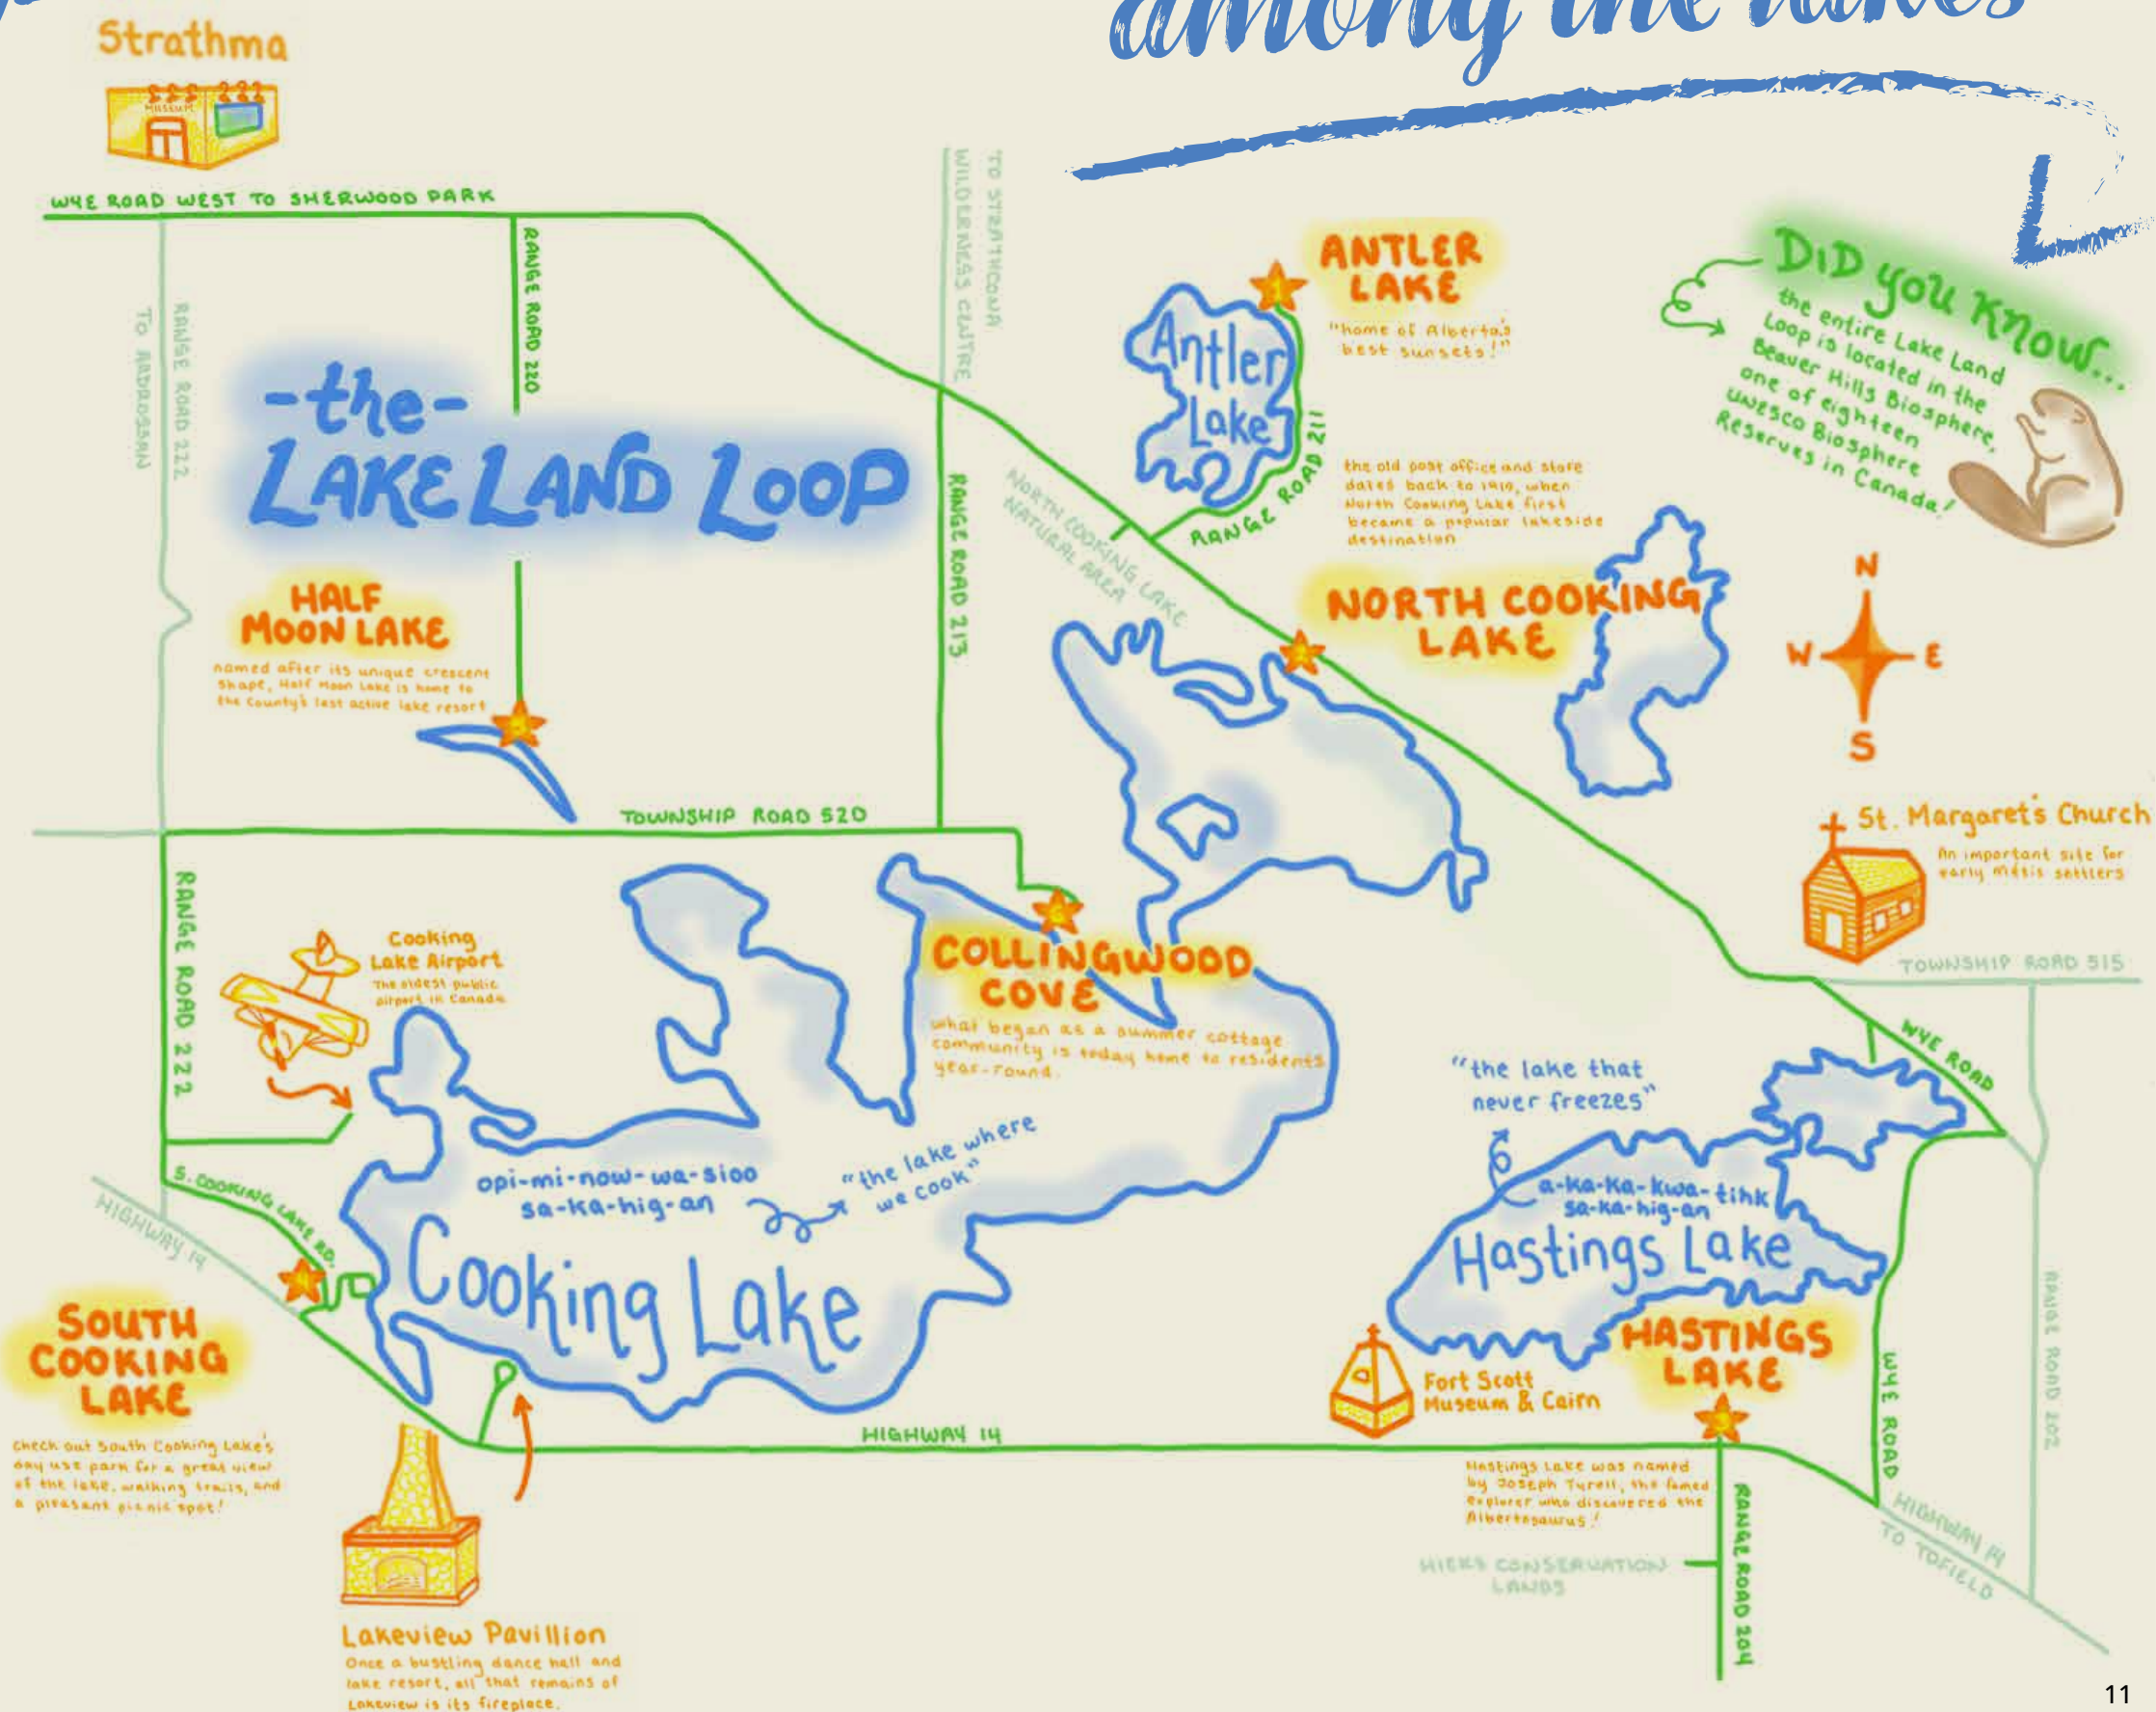 among the lakes
Strathma
MUSEUM
WYE ROAD WEST TO SHERWOOD PARK
RANGE ROAD 220
RANGE ROAD 222
TO ARDROSSAN
TO STRATHCONA
WILDERNESS CENTRE
-the-
LAKE LAND LOOP
ANTLER
LAKE
"home of Alberta's
best sunsets!"
Antler
Lake
RANGE ROAD 211
DID you know...
the entire Lake Land
Loop is located in the
Beaver Hills Biosphere,
one of eighteen
UNESCO Biosphere
Reserves in Canada!
the old post office and store
dates back to 1910, when
North Cooking Lake first
became a popular lakeside
destination
NORTH COOKING LAKE
NATURAL AREA
RANGE ROAD 213
NORTH COOKING
LAKE
N
W E
S
HALF
MOON LAKE
named after its unique crescent
shape, Half Moon Lake is home to
the County's last active lake resort
5
TOWNSHIP ROAD 520
St. Margaret's Church
An important site for
early métis settlers
TOWNSHIP ROAD 515
RANGE ROAD 222
Cooking
Lake Airport
The oldest public
airport in Canada
6
COLLINGWOOD
COVE
what began as a summer cottage
community is today home to residents
year-round.
WYE ROAD
"the lake that
never freezes"
a-ka-ka-kwa-tihk
sa-ka-hig-an
Hastings Lake
opi-mi-now-wa-sioo
sa-ka-hig-an
"the lake where
we cook"
Cooking Lake
S. COOKING LAKE RD.
HIGHWAY 14
SOUTH
COOKING
LAKE
check out South Cooking Lake's
day use park for a great view
of the lake, walking trails, and
a pleasant picnic spot!
HIGHWAY 14
Fort Scott
Museum & Cairn
HASTINGS
LAKE
3
WYE ROAD
RANGE ROAD 202
Hastings Lake was named
by Joseph Tyrell, the famed
explorer who discovered the
Albertosaurus!
HICKS CONSERVATION
LANDS
RANGE ROAD 204
HIGHWAY 14
TO TOFIELD
Lakeview Pavillion
Once a bustling dance hall and
lake resort, all that remains of
Lakeview is its fireplace.
11